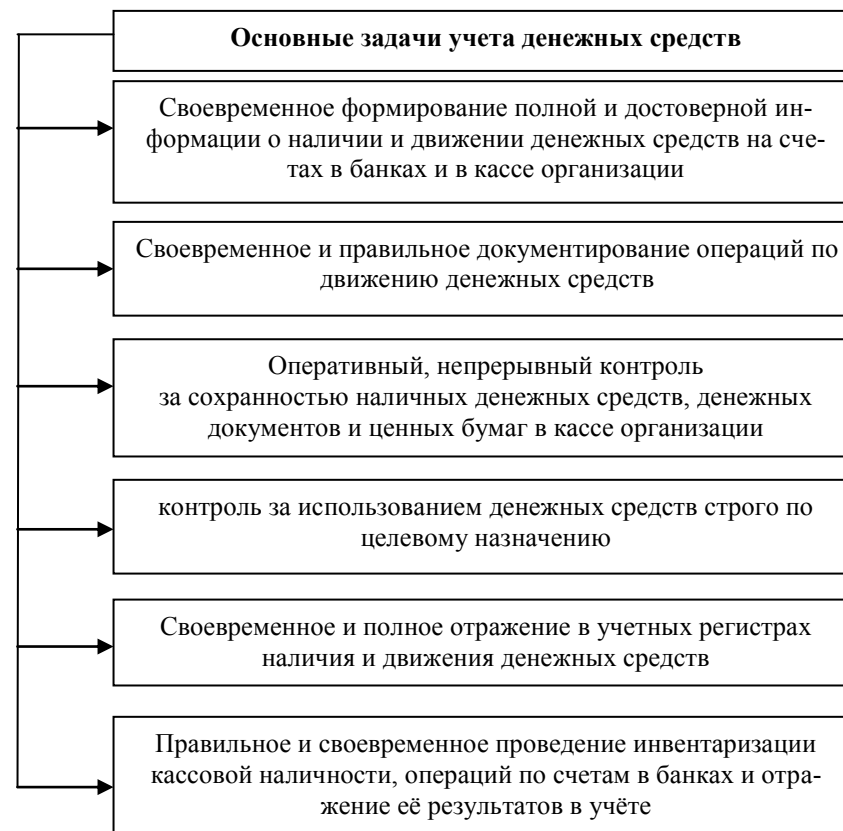 Основные задачи учета денежных средств
Своевременное формирование полной и достоверной ин-
формации о наличии и движении денежных средств на сче-
тах в банках и в кассе организации
Своевременное и правильное документирование операций по
движению денежных средств
Оперативный, непрерывный контроль
за сохранностью наличных денежных средств, денежных
документов и ценных бумаг в кассе организации
контроль за использованием денежных средств строго по
целевому назначению
Своевременное и полное отражение в учетных регистрах
наличия и движения денежных средств
Правильное и своевременное проведение инвентаризации
кассовой наличности, операций по счетам в банках и отра-
жение её результатов в учёте